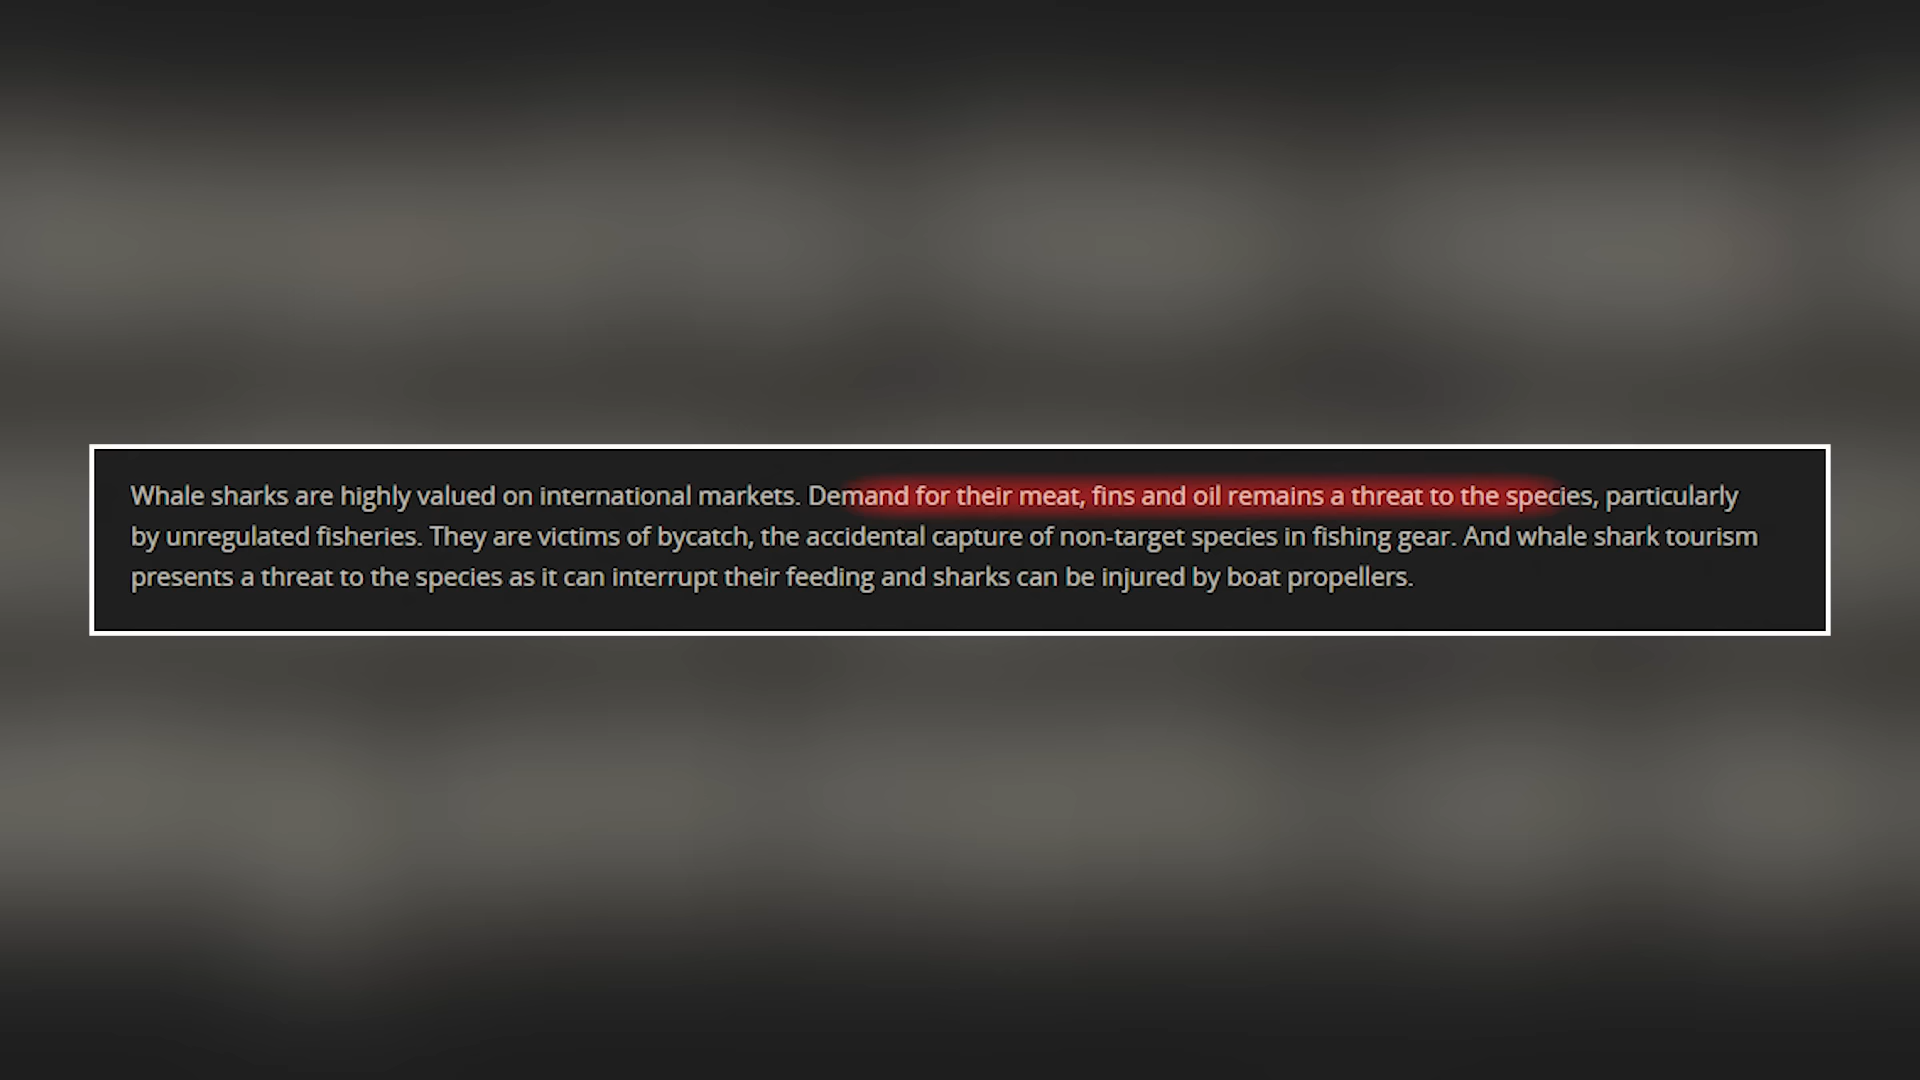 Whale sharks are highly valued on international markets. Demand for their meat, fins and oil remains a threat to the species, particularly
by unregulated fisheries. They are victims of bycatch, the accidental capture of non-target species in fishing gear. And whale shark tourism
presents a threat to the species as it can interrupt their feeding and sharks can be injured by boat propellers.